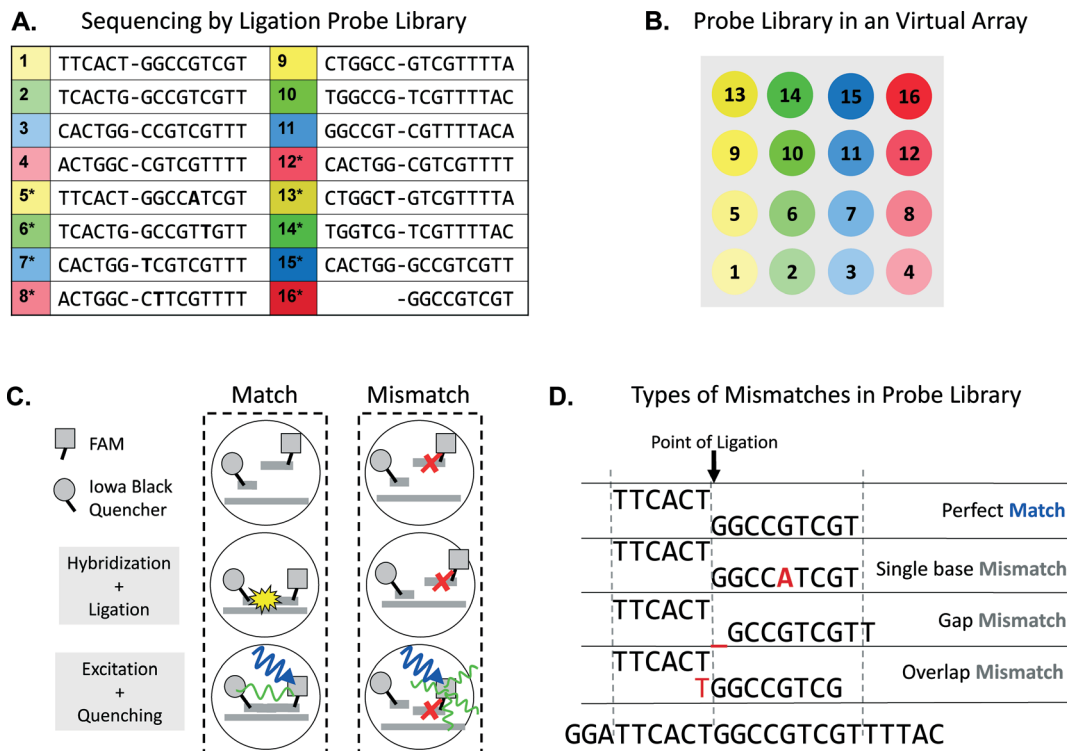 A. Sequencing by Ligation Probe Library
1 TTCACT-GGCCGTCGT 9 CTGGCC-GTCGTTTTA
2 TCACTG-GCCGTCGTT 10 TGGCCG-TCGTTTTAC
3 CACTGG-CCGTCGTTT 11 GGCCGT-CGTTTTACA
4 ACTGGC-CGTCGTTTT 12* CACTGG-CGTCGTTTT
5* TTCACT-GGCCATCGT 13* CTGGCT-GTCGTTTTA
6* TCACTG-GCCGTTGTT 14* TGGTCG-TCGTTTTAC
7* CACTGG-TCGTCGTTT 15* CACTGG-GCCGTCGTT
8* ACTGGC-CTTCGTTTT 16* -GGCCGTCGT
B. Probe Library in an Virtual Array
13 14 15 16
9 10 11 12
5 6 7 8
1 2 3 4
C. Match Mismatch
FAM
Iowa Black
Quencher
Hybridization
+
Ligation
Excitation
+
Quenching
D. Types of Mismatches in Probe Library
Point of Ligation
TTCACT
GGCCGTCGT Perfect Match
TTCACT
GGCCATCGT Single base Mismatch
TTCACT
_GCCGTCGTT Gap Mismatch
TTCACT
TGGCCGTCG Overlap Mismatch
GGATTCACTGGCCGTCGTTTTAC